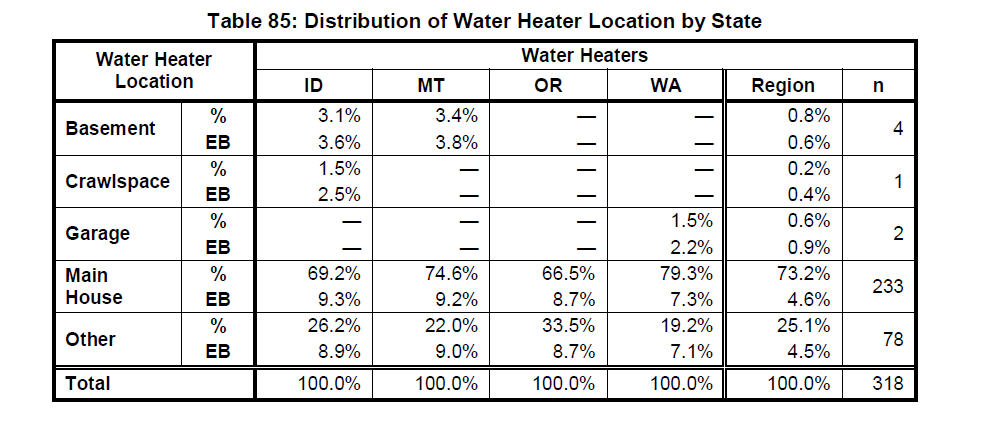 Table 85: Distribution of Water Heater Location by State
Water Heater Location Water Heaters
ID MT OR WA Region n
Basement % 3.1% 3.4% — — 0.8% 4
EB 3.6% 3.8% — — 0.6%
Crawlspace % 1.5% — — — 0.2% 1
EB 2.5% — — — 0.4%
Garage % — — — 1.5% 0.6% 2
EB — — — 2.2% 0.9%
Main House % 69.2% 74.6% 66.5% 79.3% 73.2% 233
EB 9.3% 9.2% 8.7% 7.3% 4.6%
Other % 26.2% 22.0% 33.5% 19.2% 25.1% 78
EB 8.9% 9.0% 8.7% 7.1% 4.5%
Total 100.0% 100.0% 100.0% 100.0% 100.0% 318